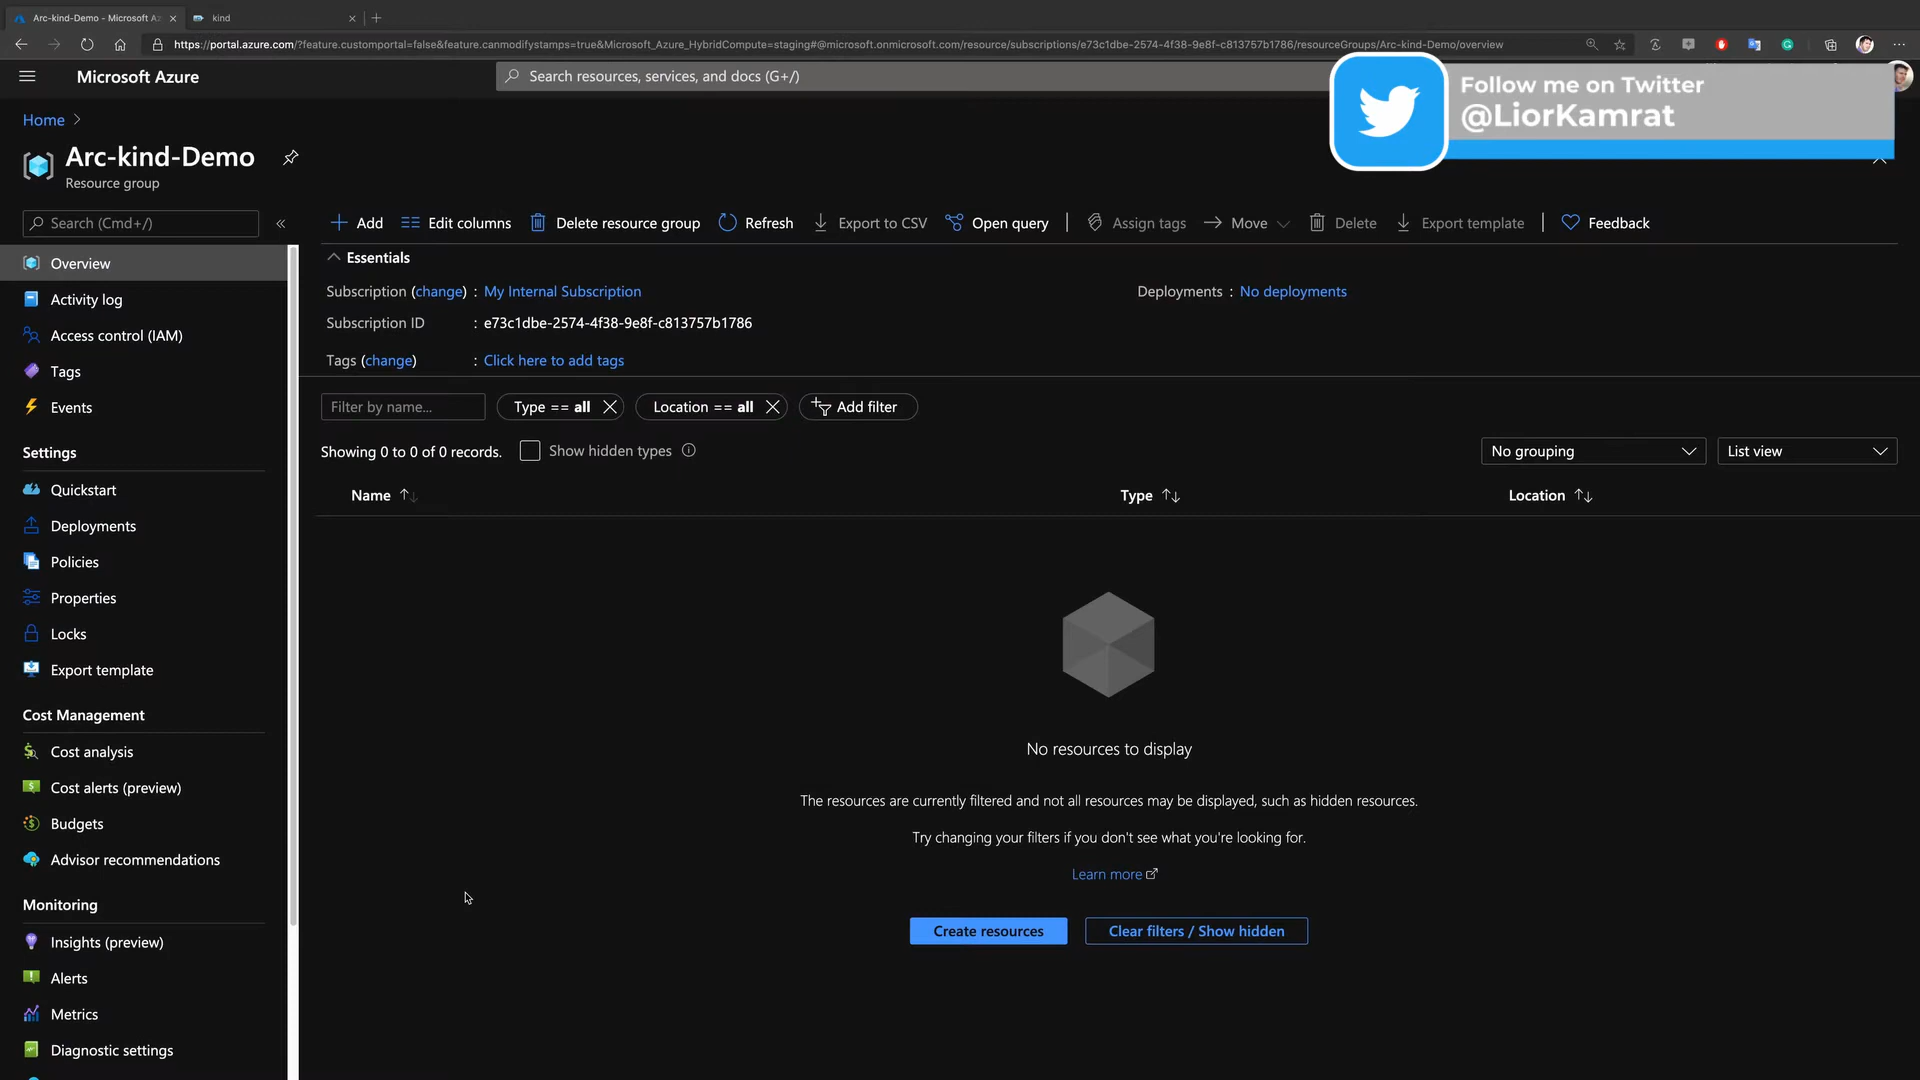 Arc-kind-Demo - Microsoft Az
kind
https://portal.azure.com/?feature.customportal=false&feature.canmodifystamps=true&Microsoft_Azure_HybridCompute=staging#@microsoft.onmicrosoft.com/resource/subscriptions/e73c1dbe-2574-4f38-9e8f-c813757b1786/resourceGroups/Arc-kind-Demo/overview
Microsoft Azure
Search resources, services, and docs (G+/)
Follow me on Twitter
@LiorKamrat
Home
Arc-kind-Demo
Resource group
Search (Cmd+/)
Add
Edit columns
Delete resource group
Refresh
Export to CSV
Open query
Assign tags
Move
Delete
Export template
Feedback
Overview
Activity log
Access control (IAM)
Tags
Events
Settings
Quickstart
Deployments
Policies
Properties
Locks
Export template
Cost Management
Cost analysis
Cost alerts (preview)
Budgets
Advisor recommendations
Monitoring
Insights (preview)
Alerts
Metrics
Diagnostic settings
Essentials
Subscription (change) : My Internal Subscription
Deployments : No deployments
Subscription ID : e73c1dbe-2574-4f38-9e8f-c813757b1786
Tags (change) : Click here to add tags
Filter by name...
Type == all
Location == all
Add filter
Showing 0 to 0 of 0 records.
Show hidden types
No grouping
List view
Name
Type
Location
No resources to display
The resources are currently filtered and not all resources may be displayed, such as hidden resources.
Try changing your filters if you don't see what you're looking for.
Learn more
Create resources
Clear filters / Show hidden